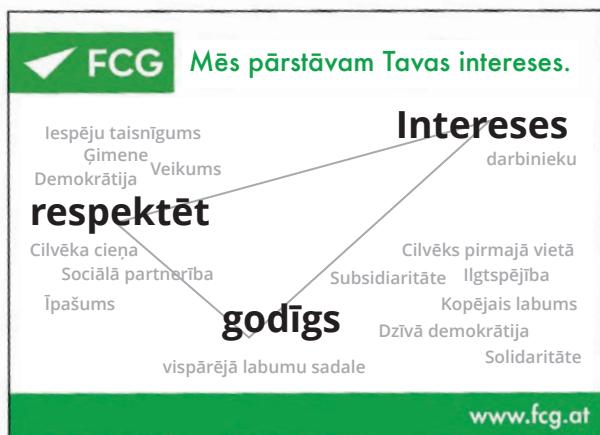 FCG
Mēs pārstāvam Tavas intereses.
Intereses
darbinieku
Iespēju taisnīgums
Ģimene
Veikums
Demokrātija
respektēt
Cilvēka cieņa
Sociālā partnerība
Īpašums
Cilvēks pirmajā vietā
Subsidiaritāte
Ilgtspējība
Kopējais labums
godīgs
Dzīvā demokrātija
Solidaritāte
vispārējā labumu sadale
www.fcg.at